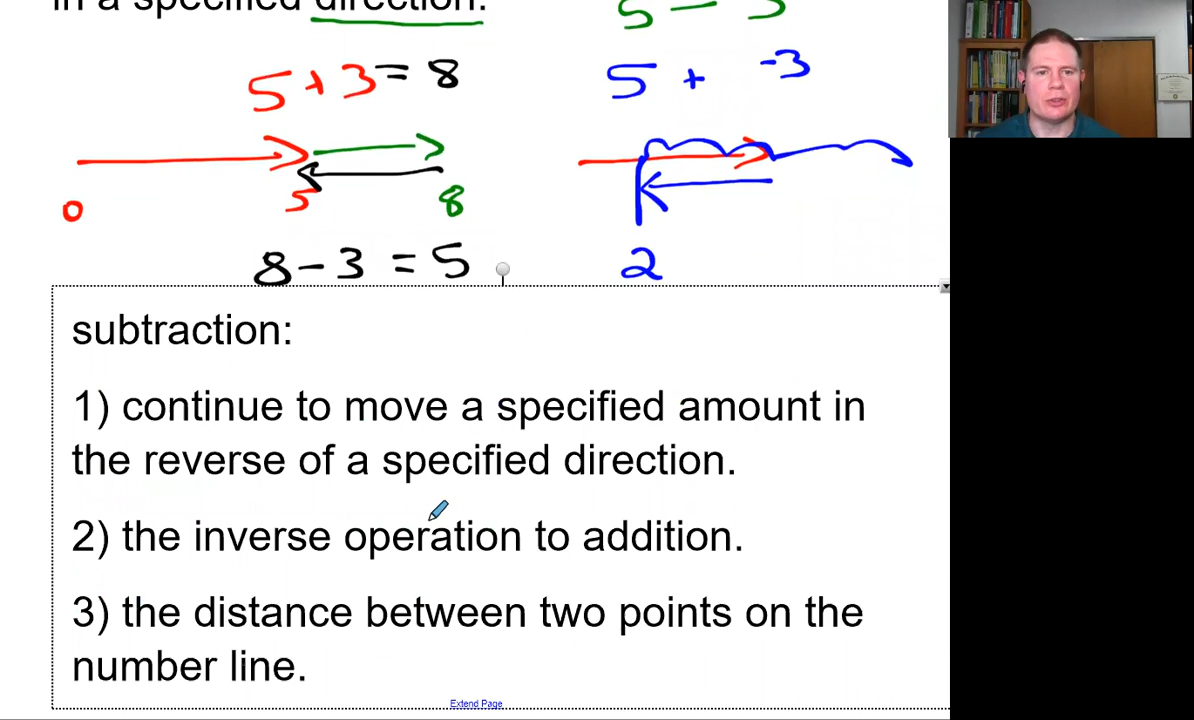 in a specified direction.
5 - 3
5 + 3 = 8
5 + -3
0
5
8
8 - 3 = 5
2
subtraction:
1) continue to move a specified amount in
the reverse of a specified direction.
2) the inverse operation to addition.
3) the distance between two points on the
number line.
Extend Page